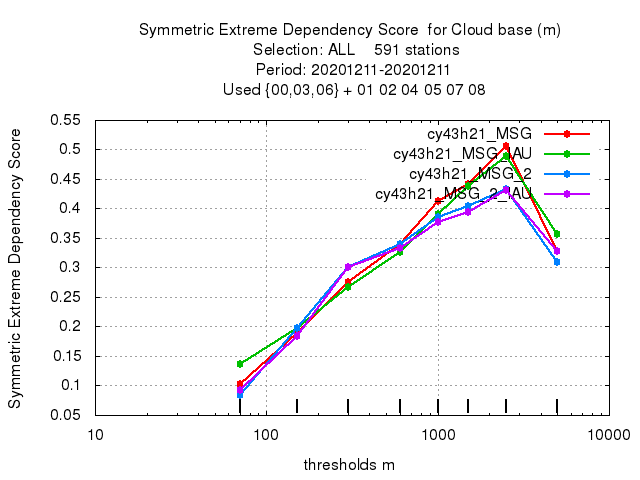 Symmetric Extreme Dependency Score for Cloud base (m)
Selection: ALL 591 stations
Period: 20201211-20201211
Used {00,03,06} + 01 02 04 05 07 08
Symmetric Extreme Dependency Score
0.55
0.5
0.45
0.4
0.35
0.3
0.25
0.2
0.15
0.1
0.05
cy43h21_MSG
cy43h21_MSG_AU
cy43h21_MSG_2
cy43h21_MSG_2_AU
10 100 1000 10000
thresholds m